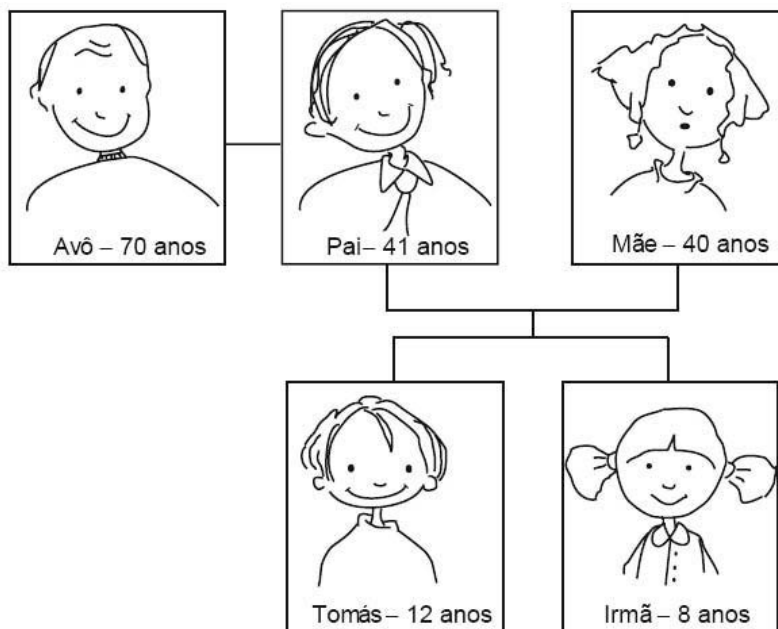 Avô – 70 anos
Pai– 41 anos
Mãe – 40 anos
Tomás – 12 anos
Irmã – 8 anos